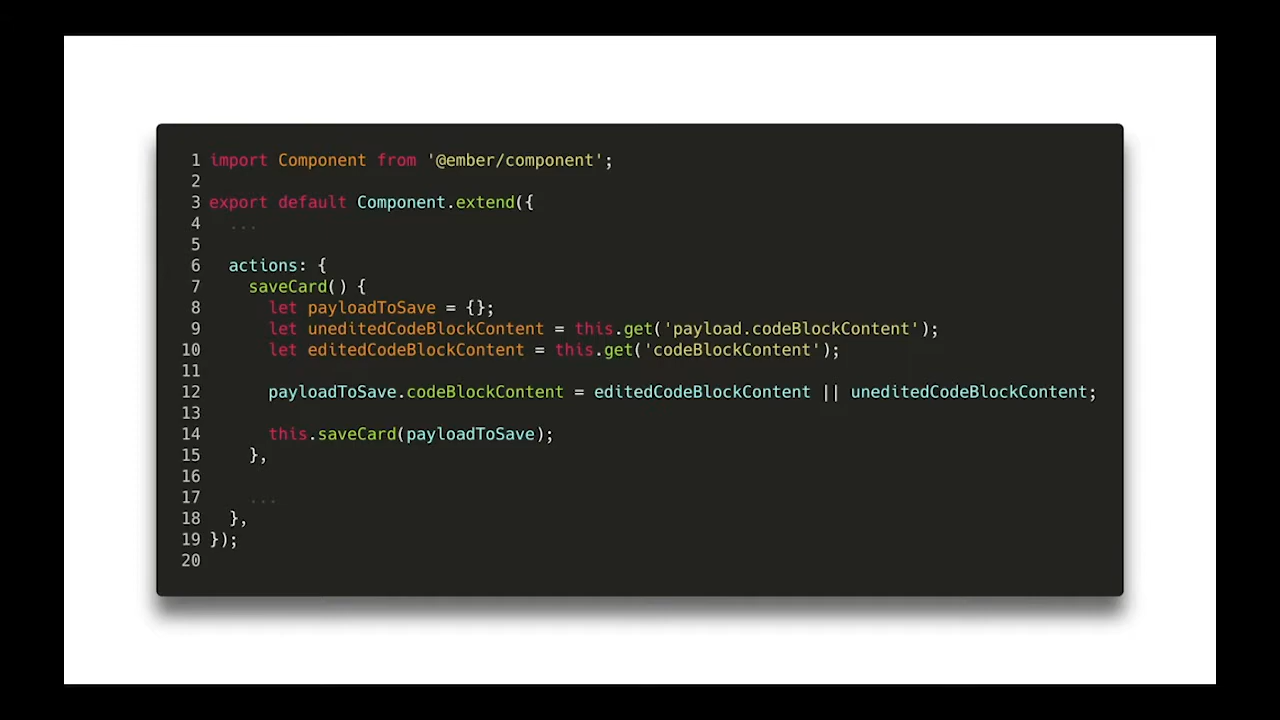 1 import Component from '@ember/component';
2
3 export default Component.extend({
4   ...
5
6   actions: {
7     saveCard() {
8       let payloadToSave = {};
9       let uneditedCodeBlockContent = this.get('payload.codeBlockContent');
10       let editedCodeBlockContent = this.get('codeBlockContent');
11
12       payloadToSave.codeBlockContent = editedCodeBlockContent || uneditedCodeBlockContent;
13
14       this.saveCard(payloadToSave);
15     },
16
17     ...
18   },
19 });
20